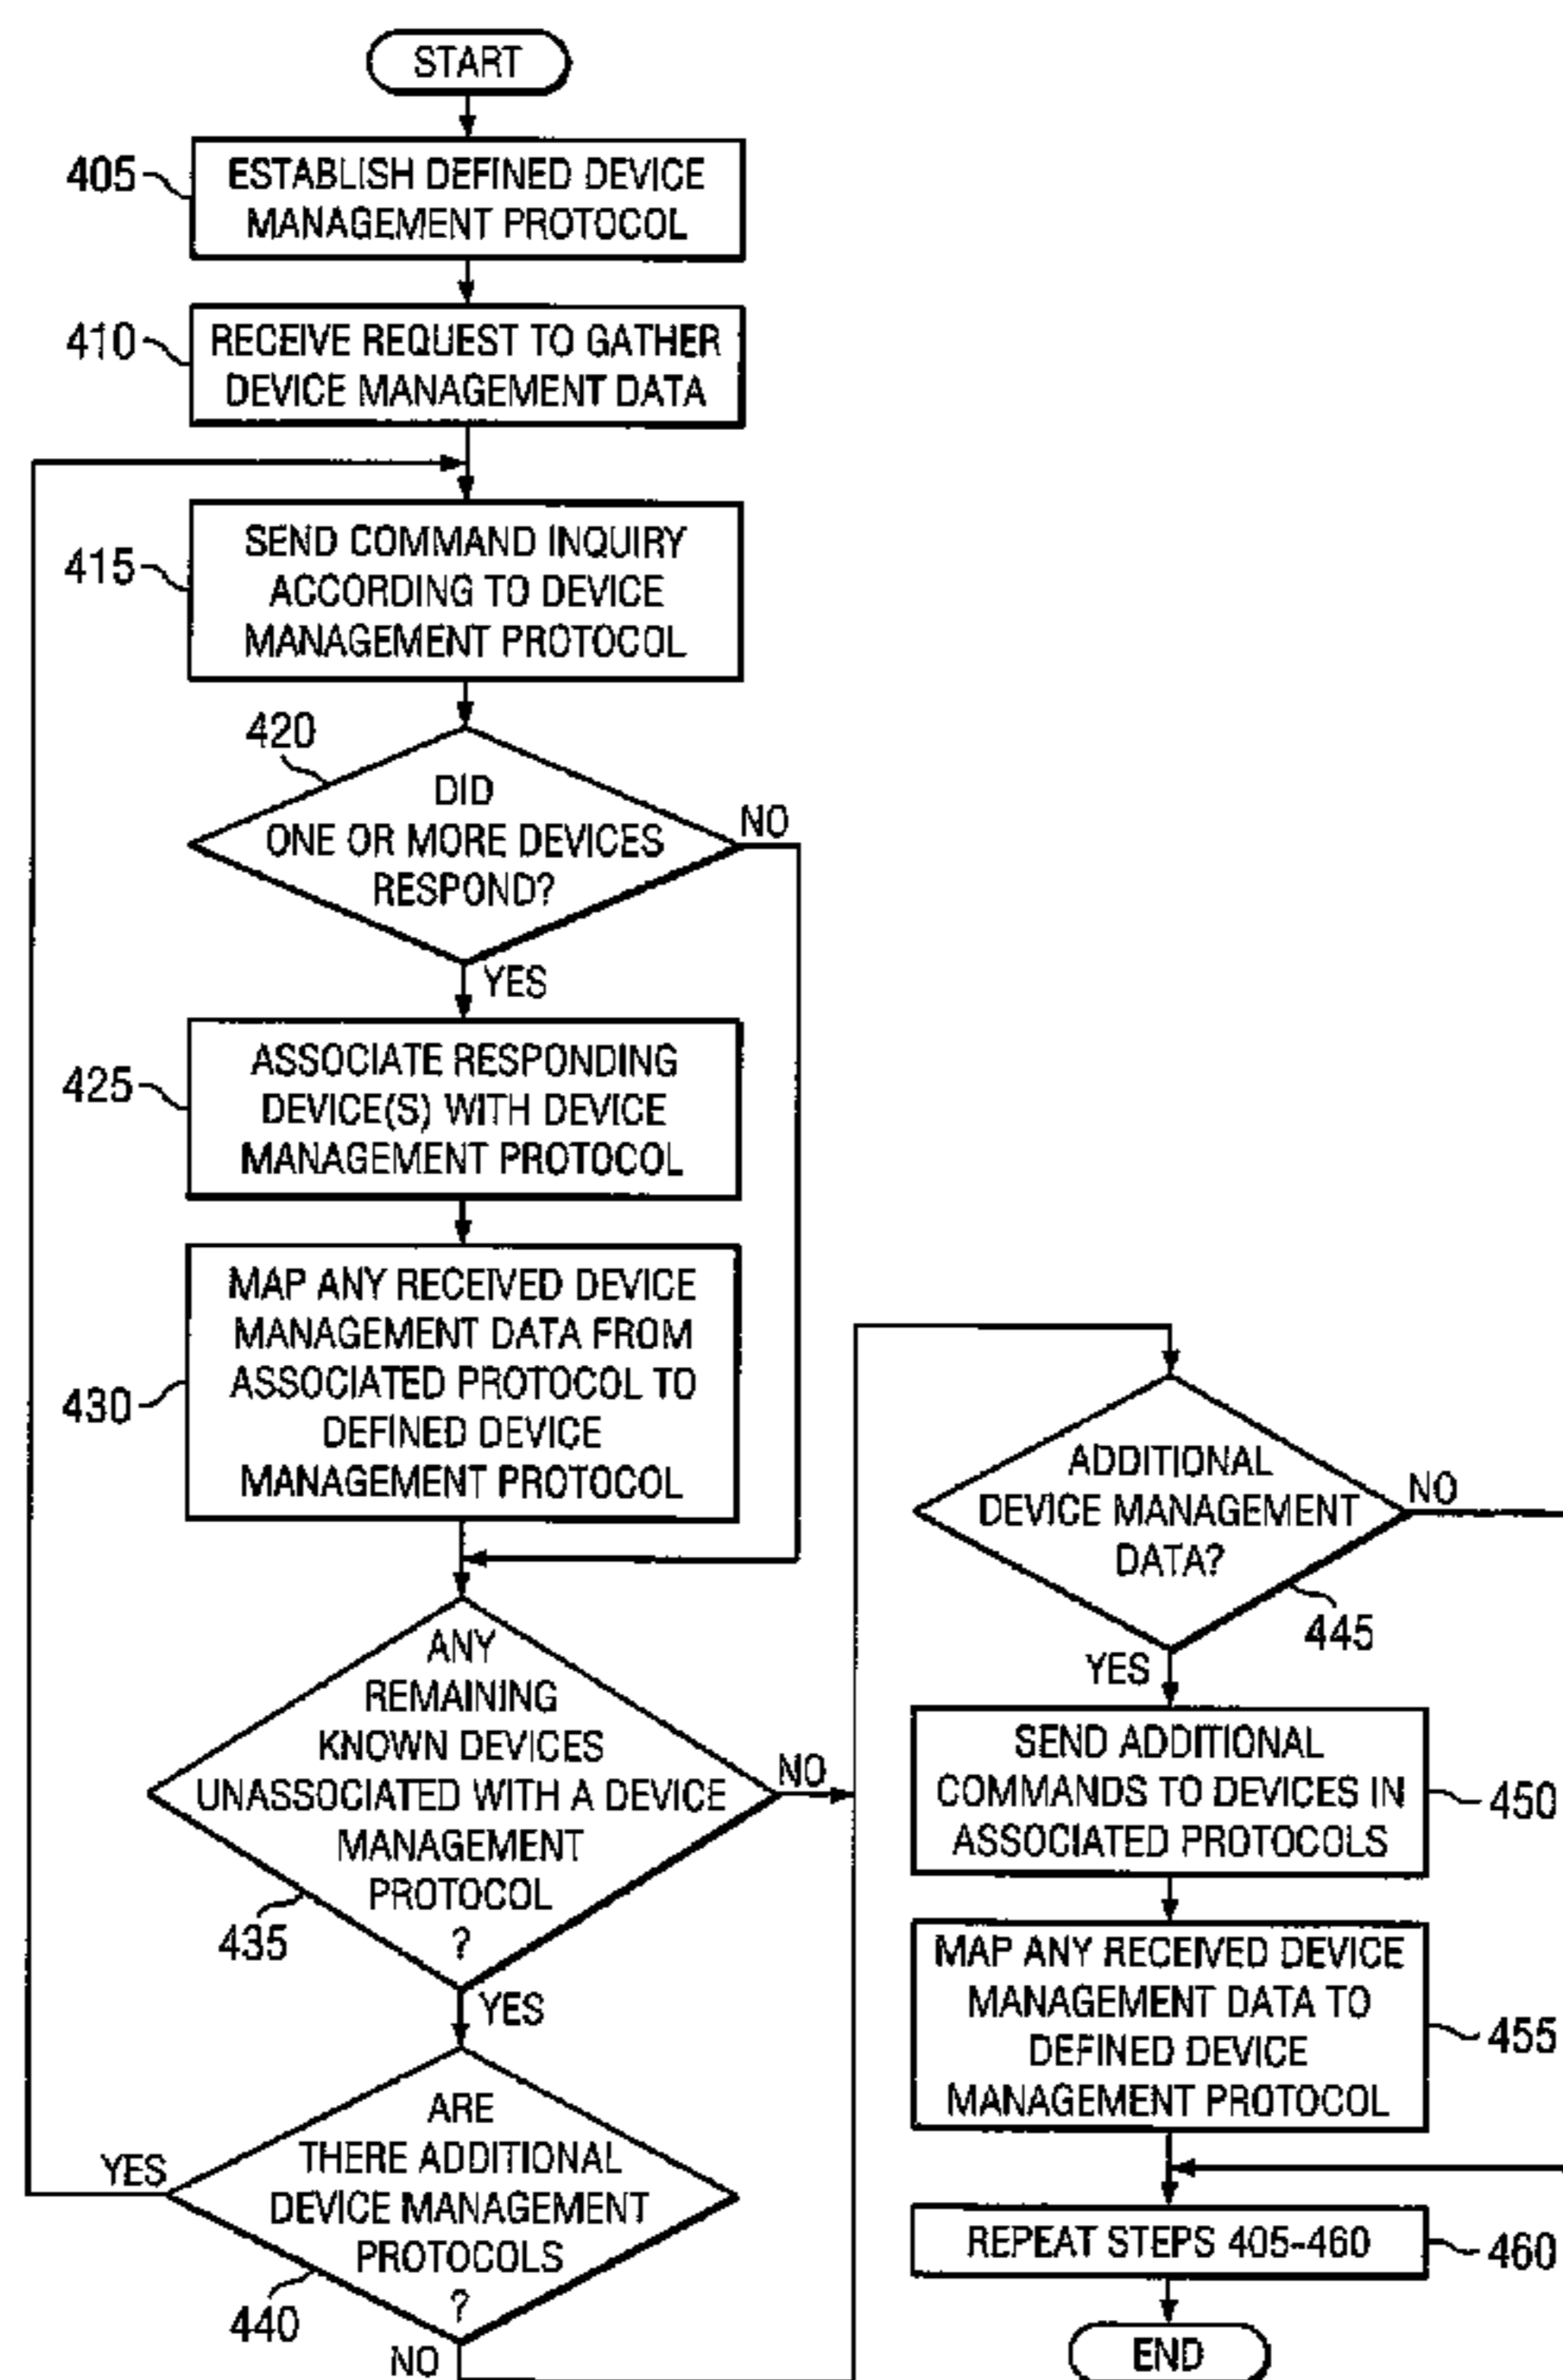 START
405
ESTABLISH DEFINED DEVICE
MANAGEMENT PROTOCOL
410
RECEIVE REQUEST TO GATHER
DEVICE MANAGEMENT DATA
415
SEND COMMAND INQUIRY
ACCORDING TO DEVICE
MANAGEMENT PROTOCOL
420
DID
ONE OR MORE DEVICES
RESPOND?
NO
YES
425
ASSOCIATE RESPONDING
DEVICE(S) WITH DEVICE
MANAGEMENT PROTOCOL
430
MAP ANY RECEIVED DEVICE
MANAGEMENT DATA FROM
ASSOCIATED PROTOCOL TO
DEFINED DEVICE
MANAGEMENT PROTOCOL
ANY
REMAINING
KNOWN DEVICES
UNASSOCIATED WITH A DEVICE
MANAGEMENT
PROTOCOL
?
435
NO
YES
ARE
THERE ADDITIONAL
DEVICE MANAGEMENT
PROTOCOLS
?
440
YES
NO
ADDITIONAL
DEVICE MANAGEMENT
DATA?
445
NO
YES
SEND ADDITIONAL
COMMANDS TO DEVICES IN
ASSOCIATED PROTOCOLS
450
MAP ANY RECEIVED DEVICE
MANAGEMENT DATA TO
DEFINED DEVICE
MANAGEMENT PROTOCOL
455
REPEAT STEPS 405-460
460
END